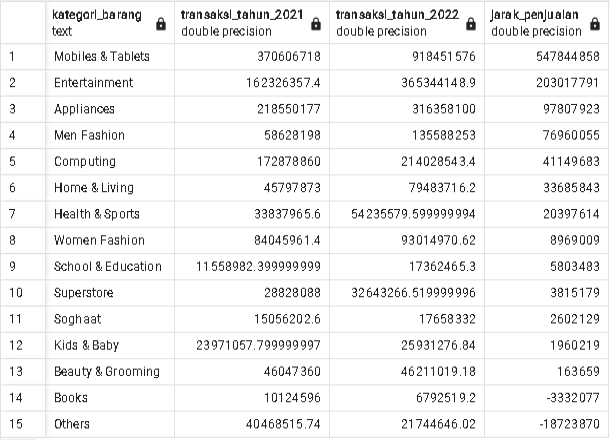 kategori_barang transaksi_tahun_2021 transaksi_tahun_2022 jarak_penjualan
text double precision double precision double precision
1 Mobiles & Tablets 370606718 918451576 547844858
2 Entertainment 162326357.4 365344148.9 203017791
3 Appliances 218550177 316358100 97807923
4 Men Fashion 58628198 135588253 76960055
5 Computing 172878860 214028543.4 41149683
6 Home & Living 45797873 79483716.2 33685843
7 Health & Sports 33837965.6 54235579.599999994 20397614
8 Women Fashion 84045961.4 93014970.62 8969009
9 School & Education 11558982.399999999 17362465.3 5803483
10 Superstore 28828088 32643266.519999996 3815179
11 Soghaat 15056202.6 17658332 2602129
12 Kids & Baby 23971057.799999997 25931276.84 1960219
13 Beauty & Grooming 46047360 46211019.18 163659
14 Books 10124596 6792519.2 -3332077
15 Others 40468515.74 21744646.02 -18723870